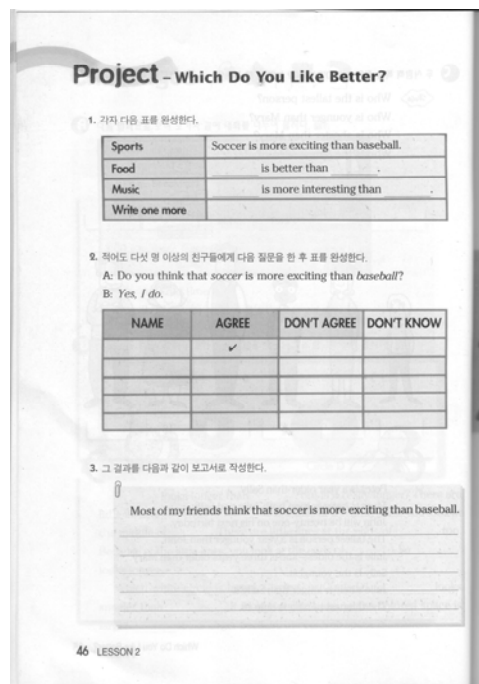 Project – Which Do You Like Better?
1. 각자 다음 표를 완성한다.
Sports Soccer is more exciting than baseball.
Food ______ is better than ______.
Music ______ is more interesting than ______.
Write one more
2. 적어도 다섯 명 이상의 친구들에게 다음 질문을 한 후 표를 완성한다.
A: Do you think that soccer is more exciting than baseball?
B: Yes, I do.
NAME AGREE DON'T AGREE DON'T KNOW
✓
3. 그 결과를 다음과 같이 보고서로 작성한다.
Most of my friends think that soccer is more exciting than baseball.
46 LESSON 2